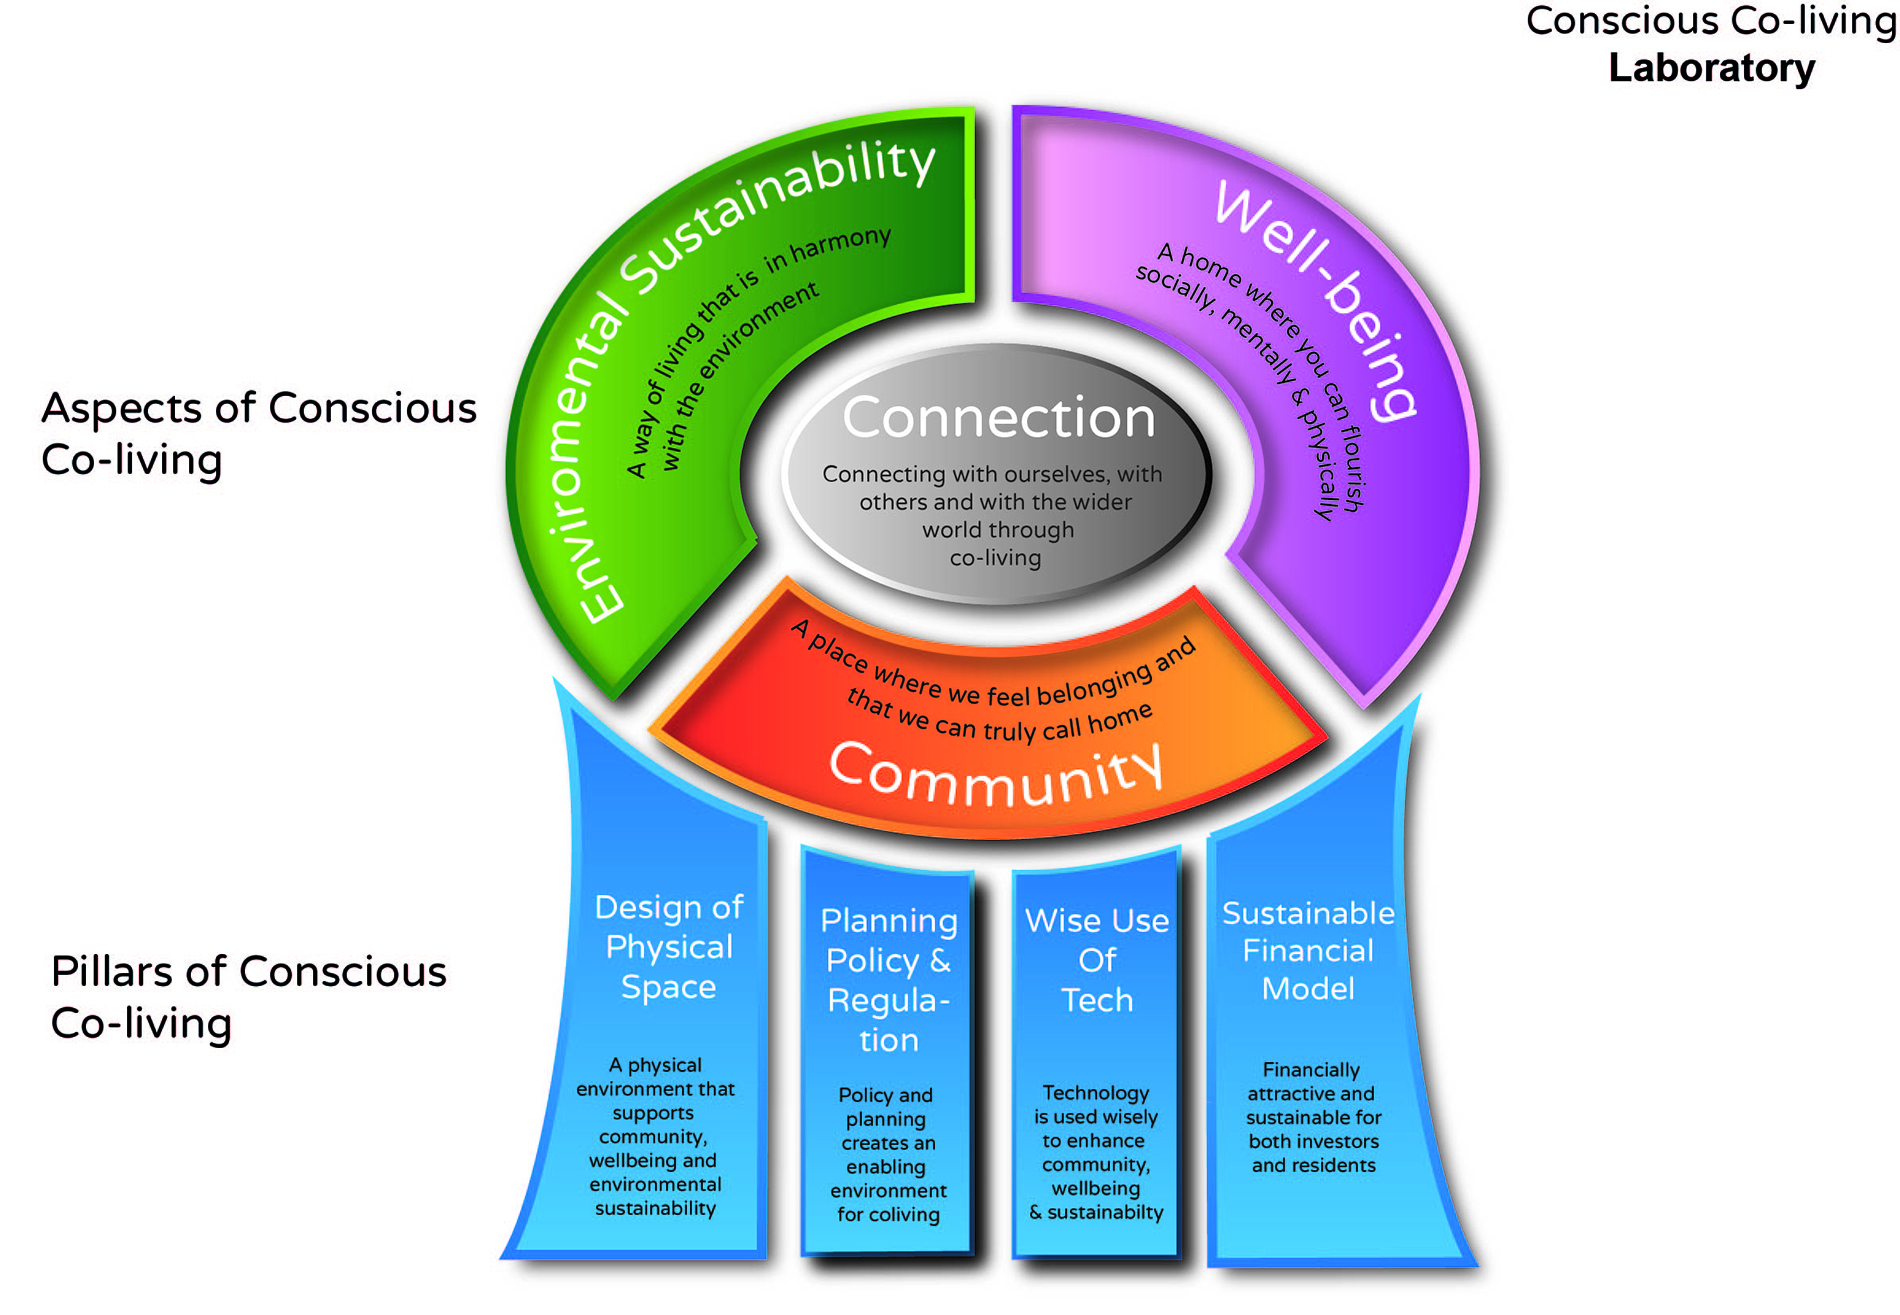 Conscious Co-living
Laboratory
Enviromental Sustainability
A way of living that is in harmony
with the environment
Well-being
A home where you can flourish
socially, mentally & physically
Aspects of Conscious
Co-living
Connection
Connecting with ourselves, with
others and with the wider
world through
co-living
A place where we feel belonging and
that we can truly call home
Community
Pillars of Conscious
Co-living
Design of
Physical
Space
A physical
environment that
supports
community,
wellbeing and
environmental
sustainability
Planning
Policy &
Regula-
tion
Policy and
planning
creates an
enabling
environment
for coliving
Wise Use
Of
Tech
Technology
is used wisely
to enhance
community,
wellbeing
& sustainabilty
Sustainable
Financial
Model
Financially
attractive and
sustainable for
both investors
and residents